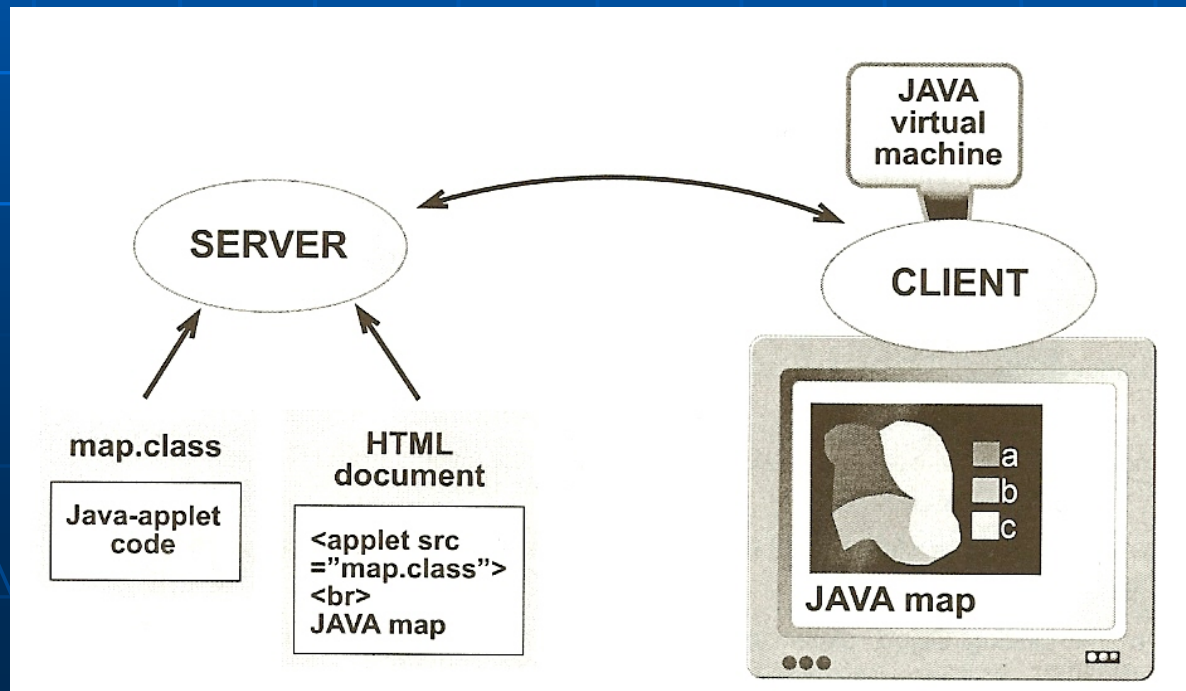 JAVA
virtual
machine
SERVER
CLIENT
map.class
Java-applet
code
HTML
document
<applet src
=”map.class”>
<br>
JAVA map
a
b
c
JAVA map